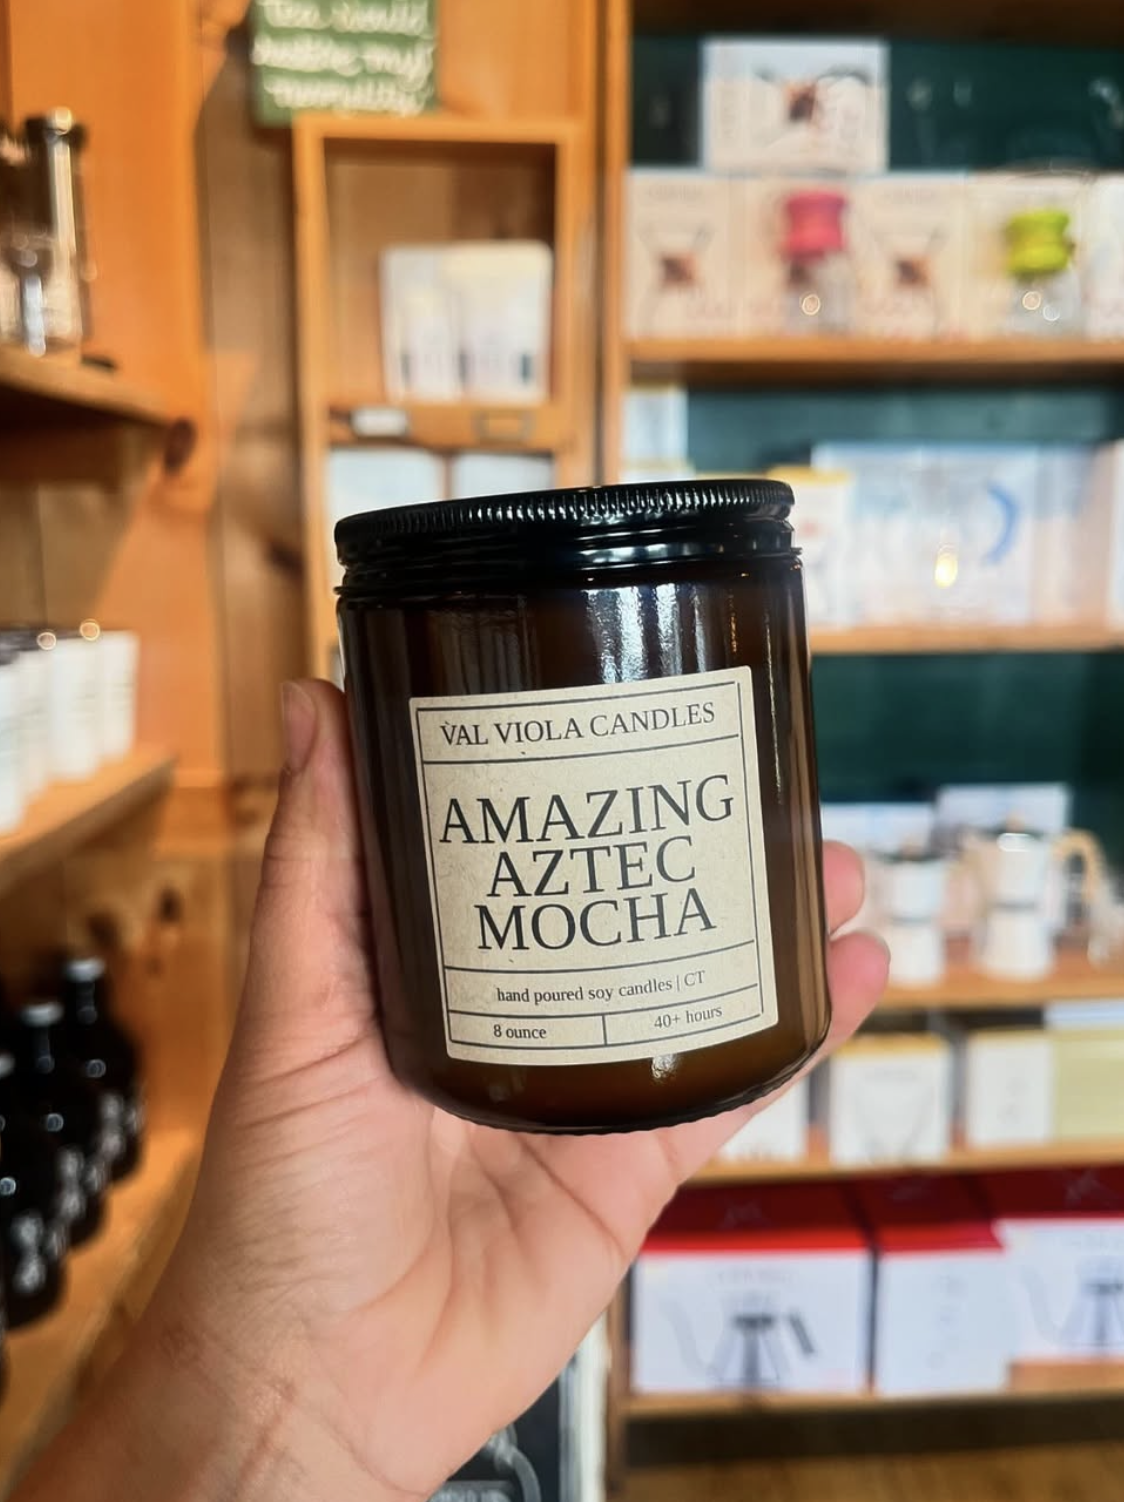 VAL VIOLA CANDLES
AMAZING
AZTEC
MOCHA
hand poured soy candles | CT
8 ounce
40+ hours